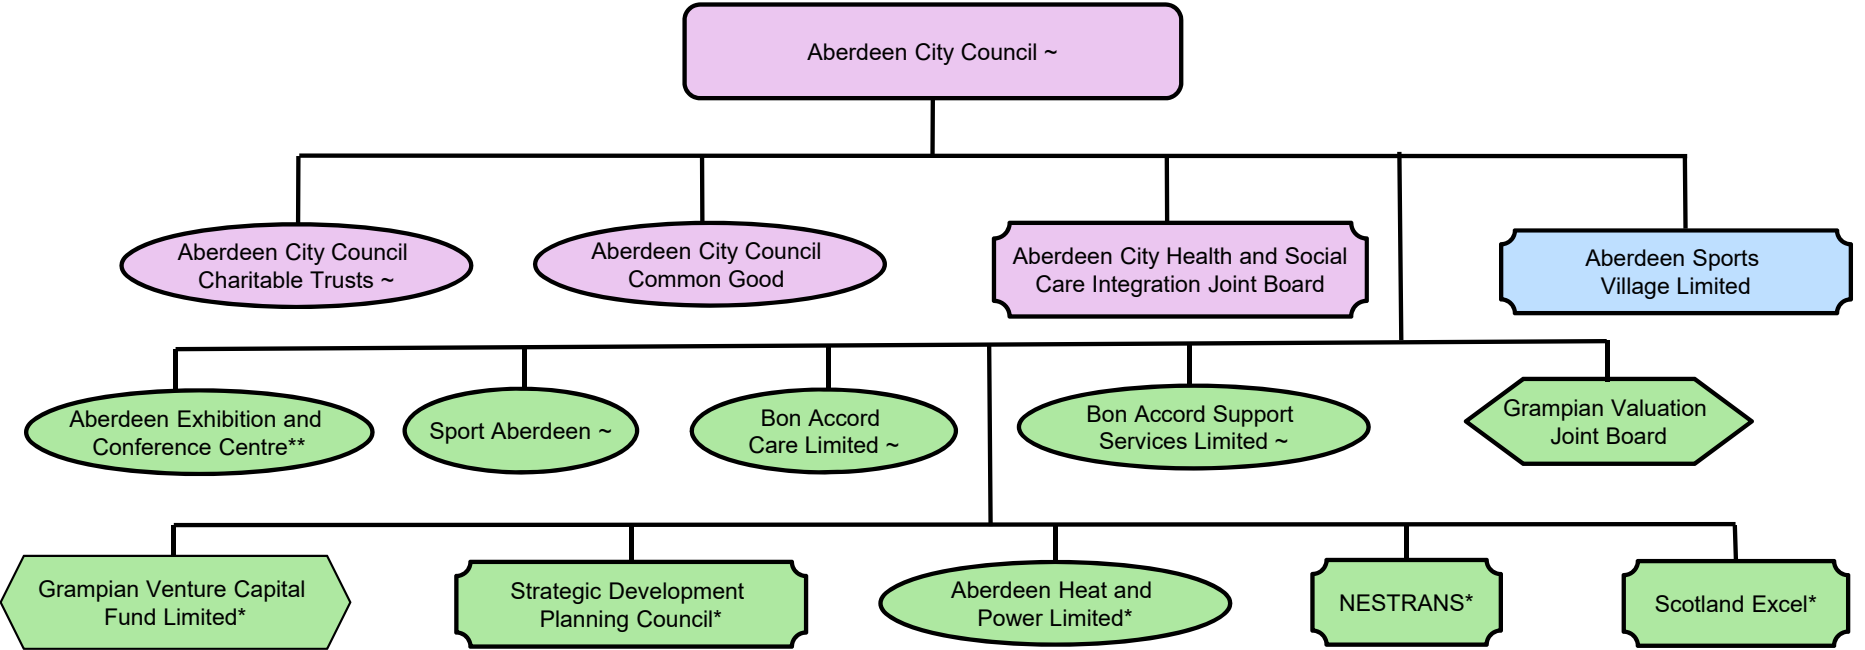 Aberdeen City Council ~
Aberdeen City Council
Charitable Trusts ~
Aberdeen City Council
Common Good
Aberdeen City Health and Social
Care Integration Joint Board
Aberdeen Sports
Village Limited
Aberdeen Exhibition and
Conference Centre**
Sport Aberdeen ~
Bon Accord
Care Limited ~
Bon Accord Support
Services Limited ~
Grampian Valuation
Joint Board
Grampian Venture Capital
Fund Limited*
Strategic Development
Planning Council*
Aberdeen Heat and
Power Limited*
NESTRANS*
Scotland Excel*